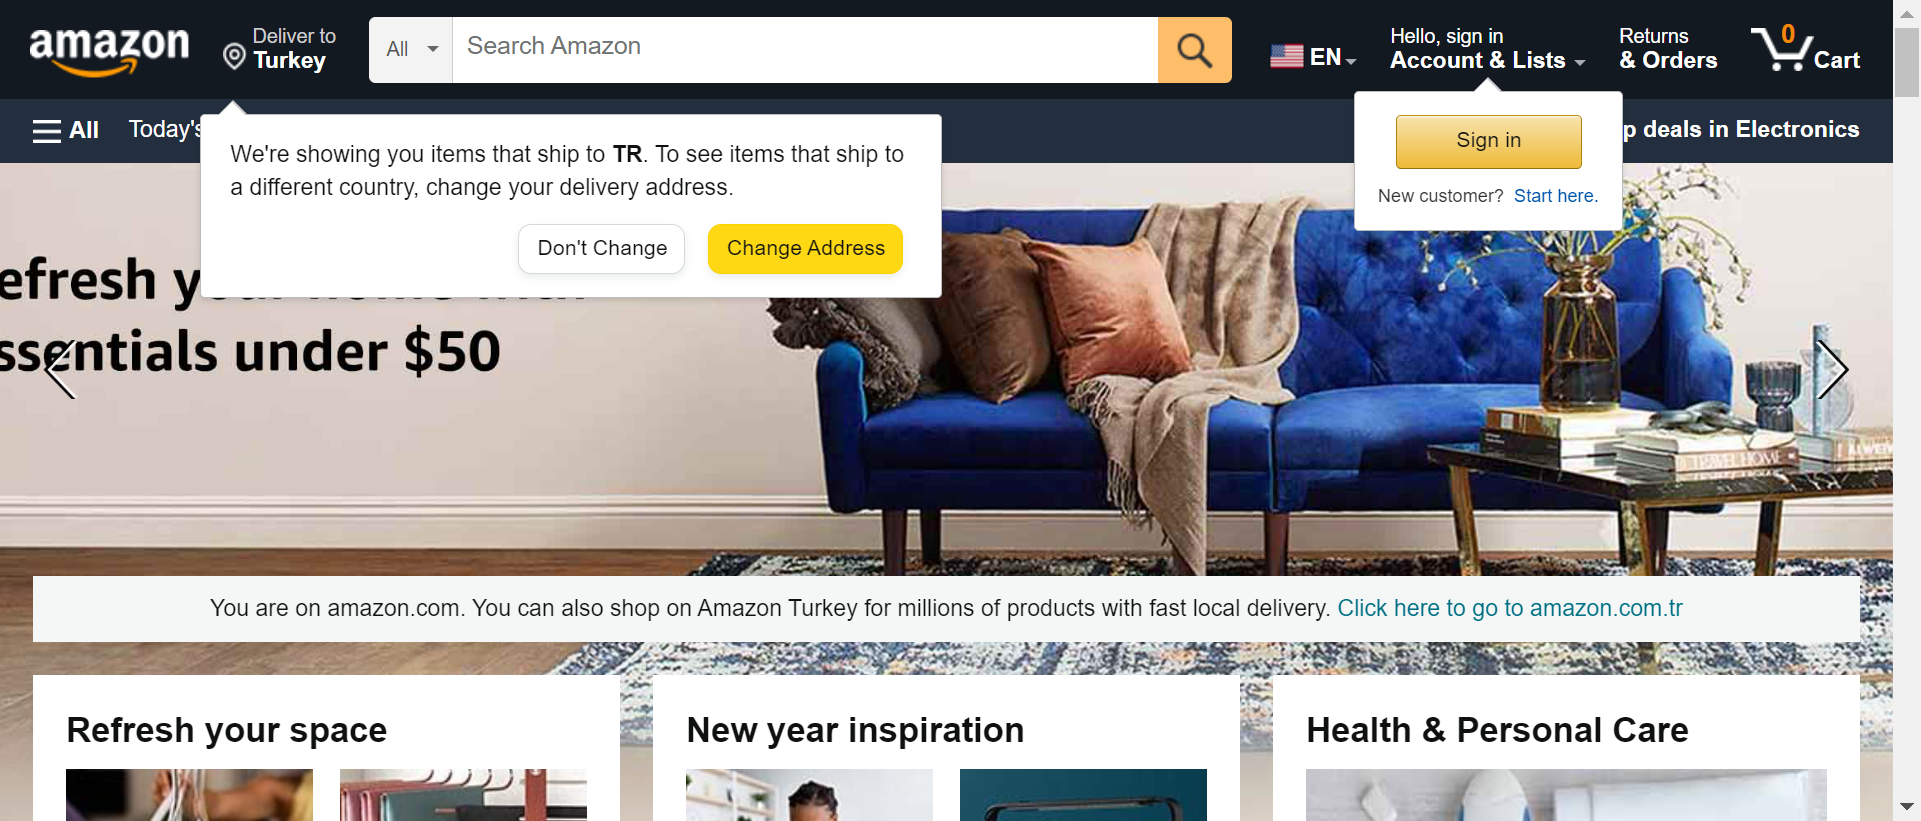 amazon
Deliver to
Turkey
All
Search Amazon
EN
Hello, sign in
Account & Lists
Returns
& Orders
0
Cart
All
Today's
p deals in Electronics
We're showing you items that ship to TR. To see items that ship to
a different country, change your delivery address.
Don't Change
Change Address
Sign in
New customer? Start here.
efresh
ssentials under $50
TRAVEL HOME
You are on amazon.com. You can also shop on Amazon Turkey for millions of products with fast local delivery. Click here to go to amazon.com.tr
Refresh your space
New year inspiration
Health & Personal Care